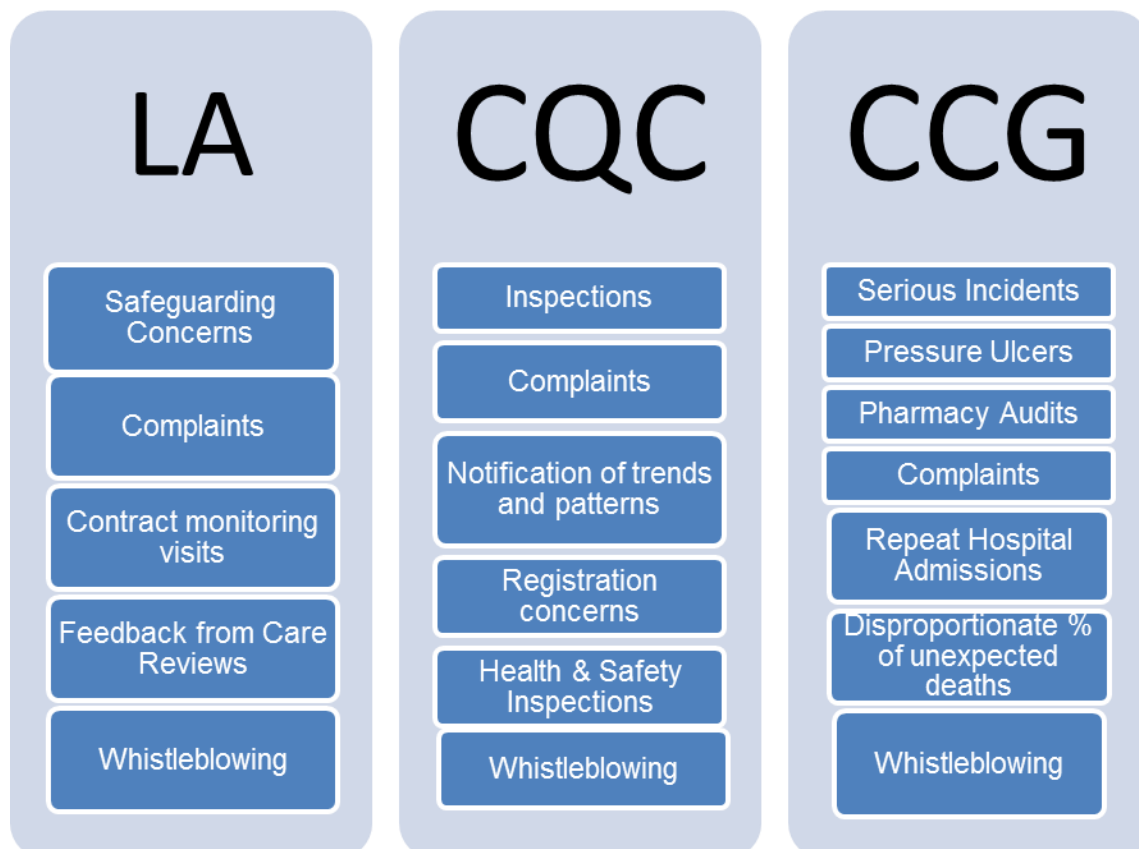 LA
Safeguarding
Concerns
Complaints
Contract monitoring
visits
Feedback from Care
Reviews
Whistleblowing
CQC
Inspections
Complaints
Notification of trends
and patterns
Registration
concerns
Health & Safety
Inspections
Whistleblowing
CCG
Serious Incidents
Pressure Ulcers
Pharmacy Audits
Complaints
Repeat Hospital
Admissions
Disproportionate %
of unexpected
deaths
Whistleblowing